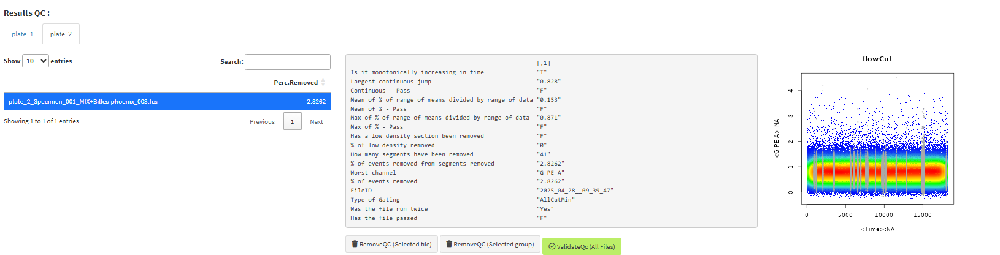 Results QC :
plate_1 plate_2
Show 10 entries Search:
Perc.Removed
plate_2_Specimen_001_MIX+Billes-phoenix_003.fcs 2.8262
Showing 1 to 1 of 1 entries Previous 1 Next
[,1]
Is it monotonically increasing in time "T"
Largest continuous jump "0.828"
Continuous - Pass "F"
Mean of % of range of means divided by range of data "0.153"
Mean of % - Pass "F"
Max of % of range of means divided by range of data "0.871"
Max of % - Pass "F"
Has a low density section been removed "F"
% of low density removed "0"
How many segments have been removed "41"
% of events removed from segments removed "2.8262"
Worst channel "G-PE-A"
% of events removed "2.8262"
FileID "2025_04_28__09_39_47"
Type of Gating "AllCutMin"
Was the file run twice "Yes"
Has the file passed "F"
RemoveQC (Selected file) RemoveQC (Selected group) ValidateQc (All Files)
flowCut
<G-PE-A>:NA
4
3
2
1
0
0 5000 10000 15000
<Time>:NA